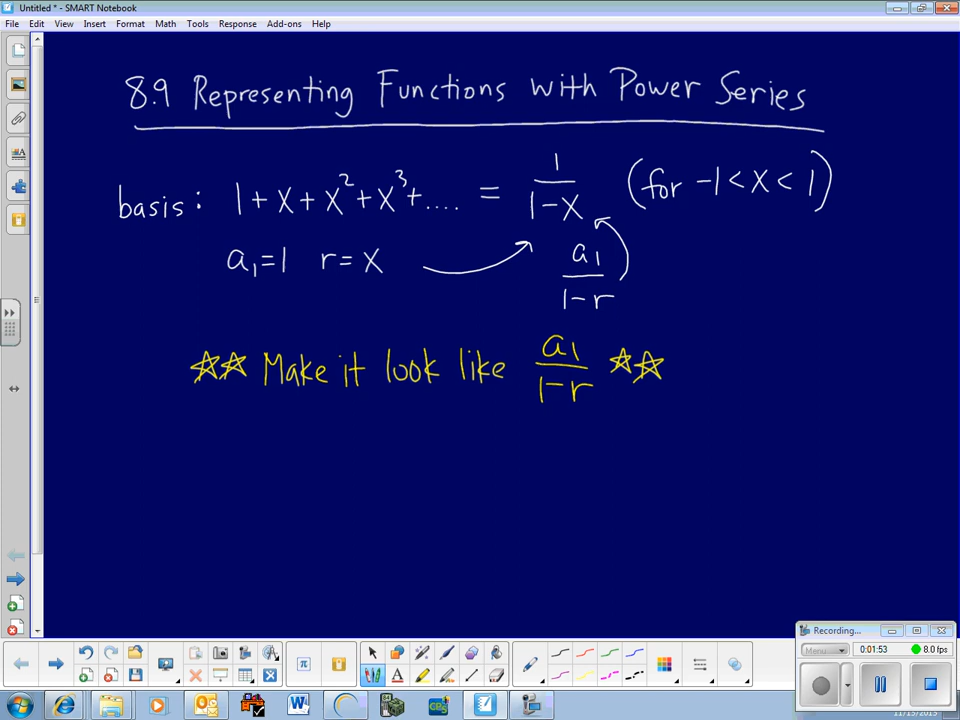 Untitled * - SMART Notebook
File Edit View Insert Format Math Tools Response Add-ons Help
8.9 Representing Functions with Power Series
basis: 1 + x + x² + x³ + .... = 1/(1-x) (for -1 < x < 1)
a₁=1 r=x a₁/(1-r)
☆☆ Make it look like a₁/(1-r) ☆☆
Recording...
Menu 0:01:53 8.0 fps